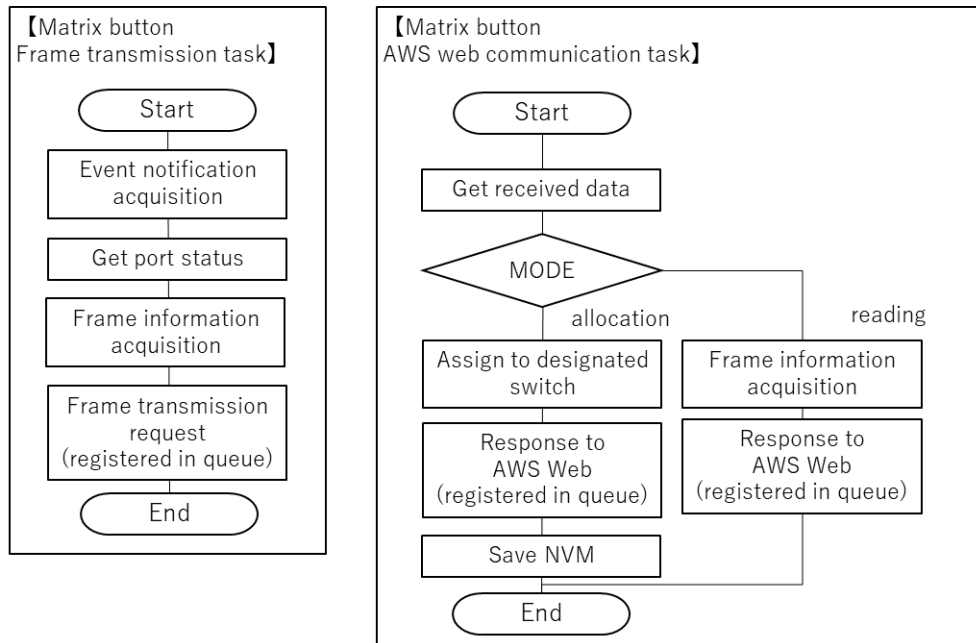 【Matrix button
Frame transmission task】
Start
Event notification
acquisition
Get port status
Frame information
acquisition
Frame transmission
request
(registered in queue)
End
【Matrix button
AWS web communication task】
Start
Get received data
MODE
allocation
reading
Assign to designated
switch
Response to
AWS Web
(registered in queue)
Save NVM
Frame information
acquisition
Response to
AWS Web
(registered in queue)
End